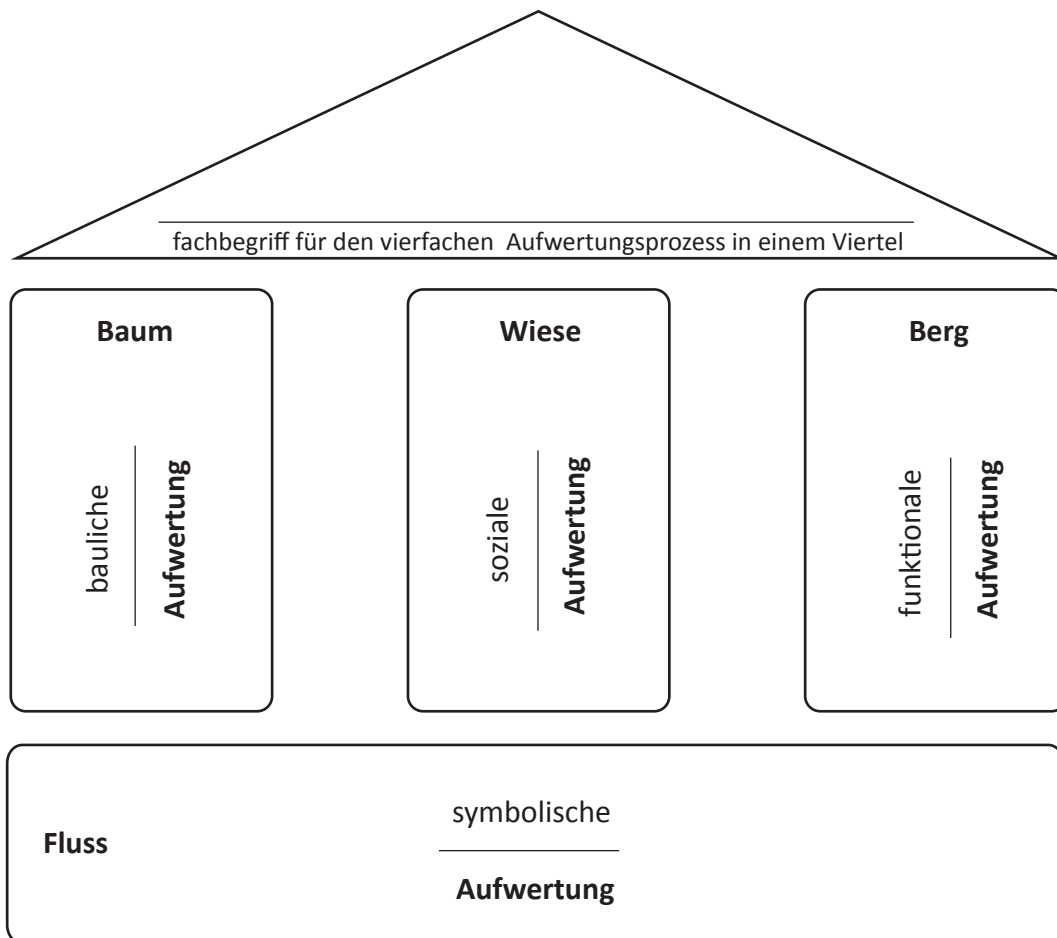 fachbegriff für den vierfachen Aufwertungsprozess in einem Viertel
Baum
bauliche
Aufwertung
Wiese
soziale
Aufwertung
Berg
funktionale
Aufwertung
Fluss
symbolische
Aufwertung